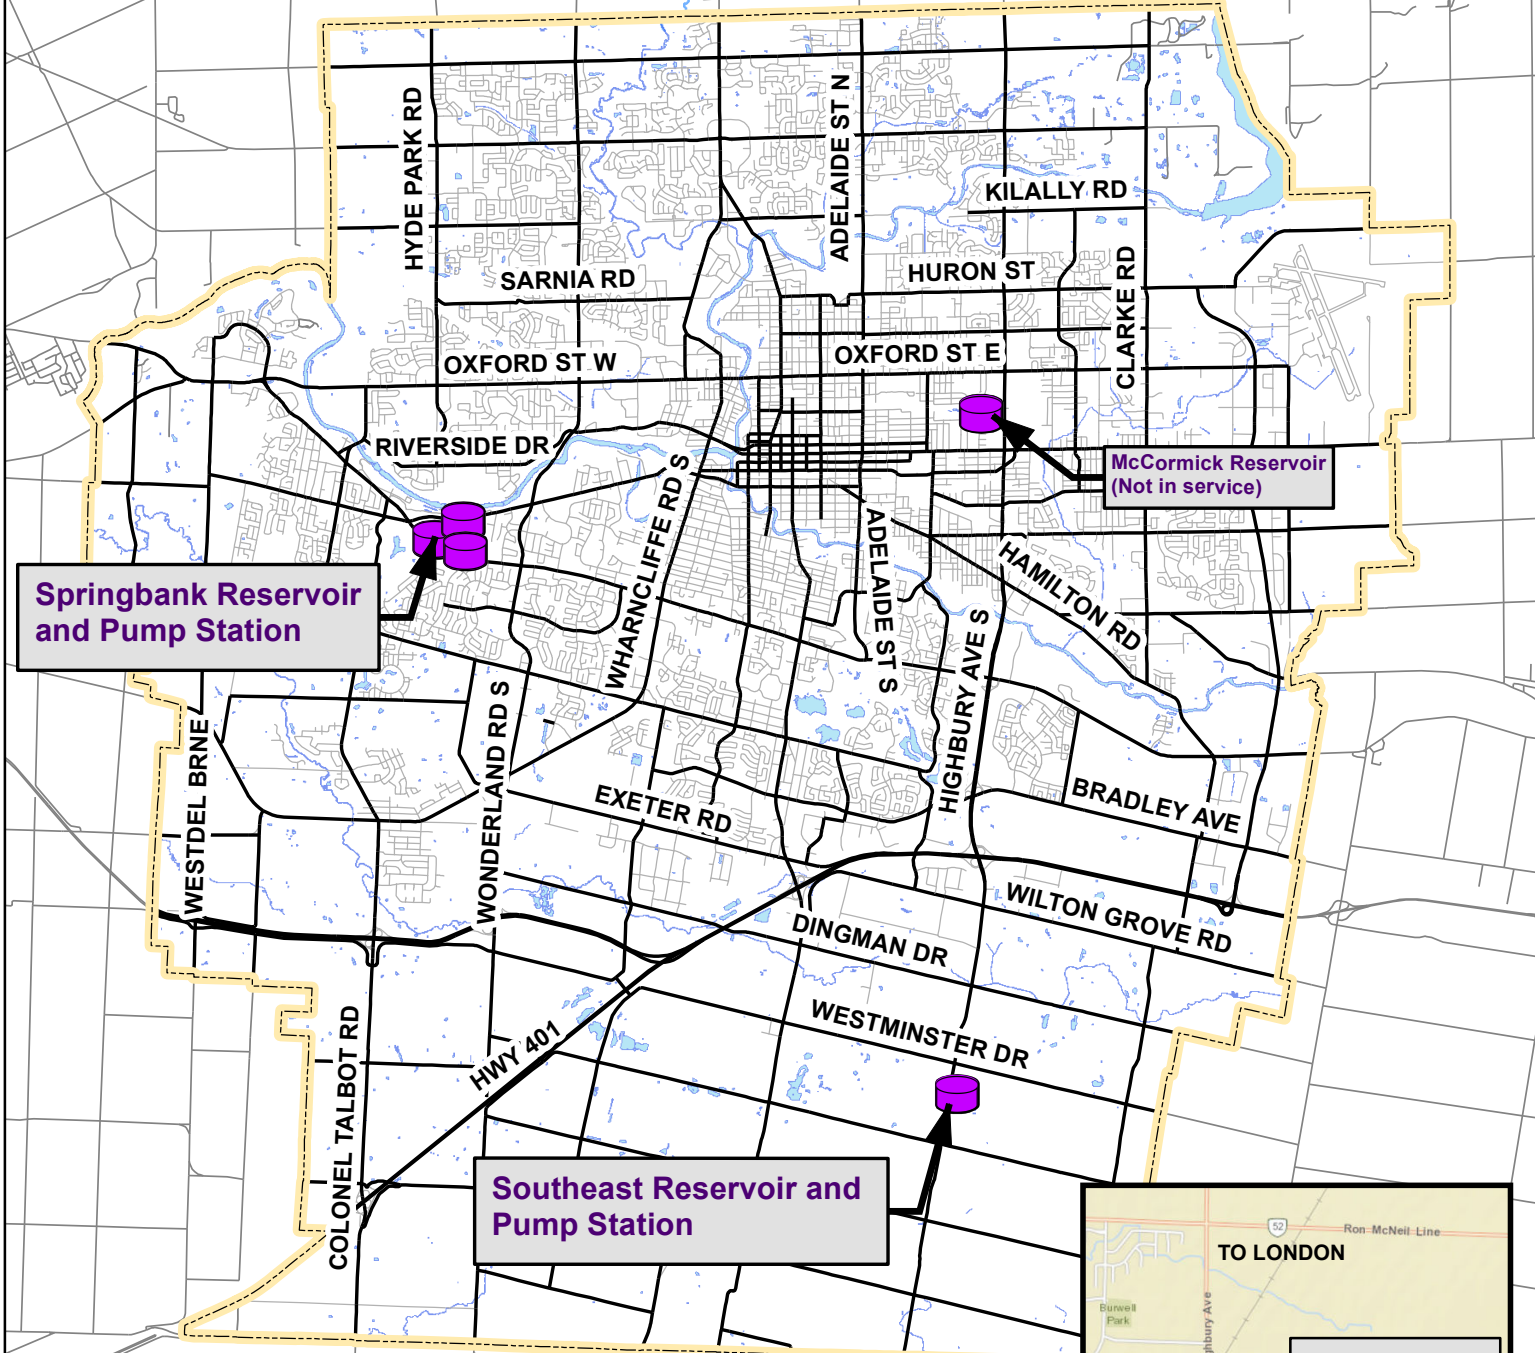 HYDE PARK RD
ADELAIDE ST N
KILALLY RD
SARNIA RD
HURON ST
CLARKE RD
OXFORD ST W
OXFORD ST E
RIVERSIDE DR
McCormick Reservoir
(Not in service)
WHARNCLIFFE RD S
ADELAIDE ST S
HAMILTON RD
Springbank Reservoir
and Pump Station
HIGHBURY AVE S
WESTDEL BRNE
WONDERLAND RD S
EXETER RD
BRADLEY AVE
WILTON GROVE RD
DINGMAN DR
WESTMINSTER DR
COLONEL TALBOT RD
HWY 401
Southeast Reservoir and
Pump Station
52
Ron McNeil Line
TO LONDON
Burwell
Park
hbury Ave